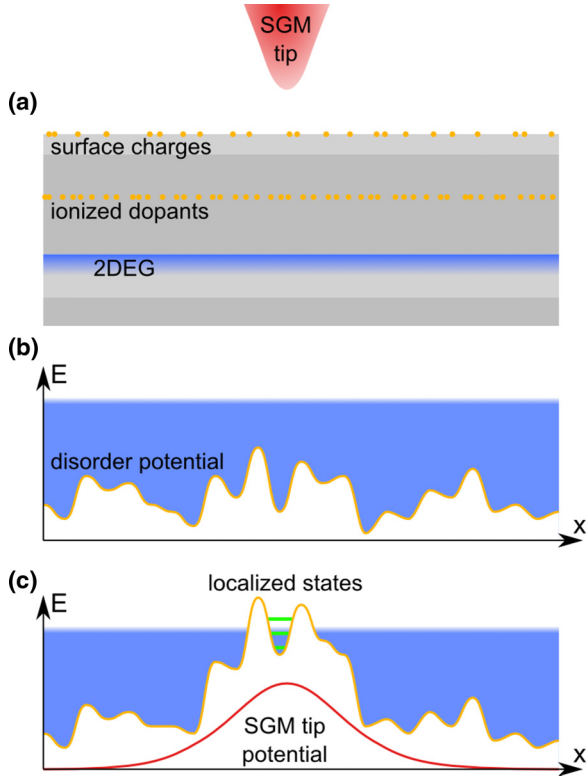 SGM
tip
(a)
surface charges
ionized dopants
2DEG
(b)
E
disorder potential
x
(c)
E
localized states
SGM tip
potential
x